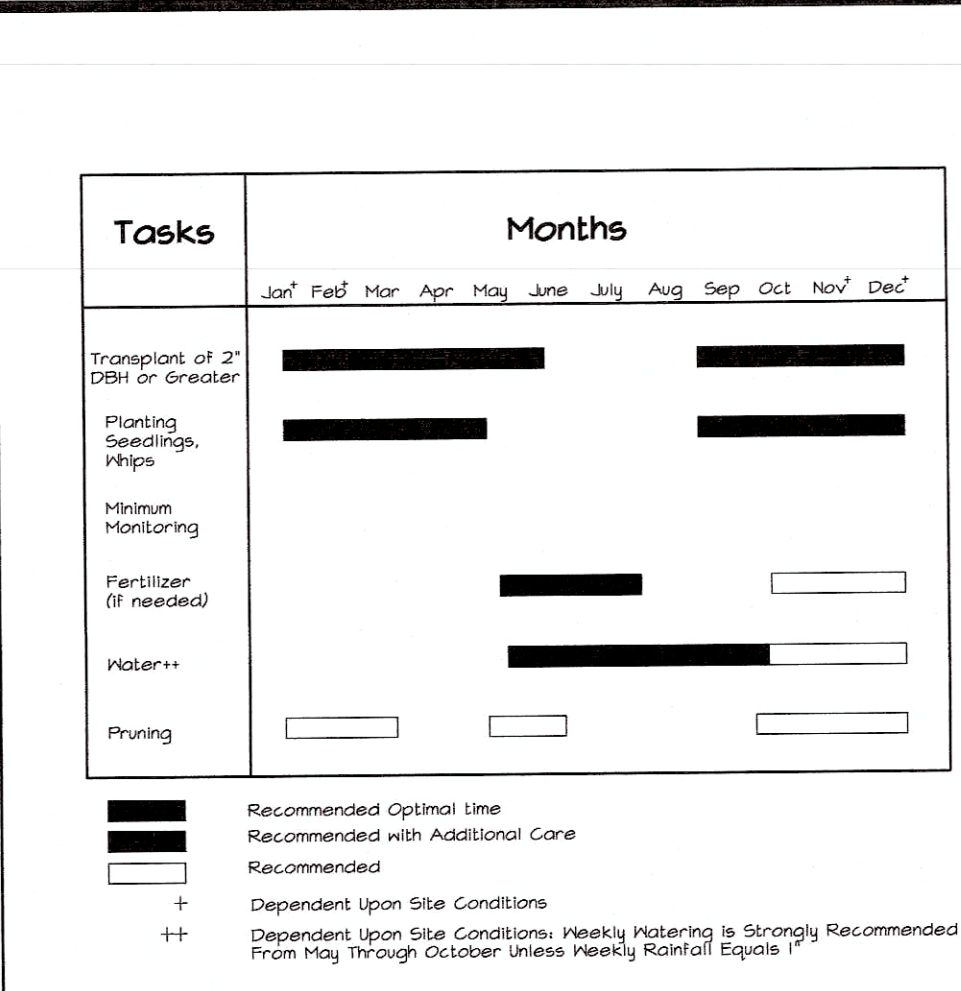 Tasks
Months
Jan+ Feb+ Mar Apr May June July Aug Sep Oct Nov+ Dec+
Transplant of 2"
DBH or Greater
Planting
Seedlings,
Whips
Minimum
Monitoring
Fertilizer
(if needed)
Water++
Pruning
Recommended Optimal time
Recommended with Additional Care
Recommended
+ Dependent Upon Site Conditions
++ Dependent Upon Site Conditions: Weekly Watering is Strongly Recommended
From May Through October Unless Weekly Rainfall Equals 1"